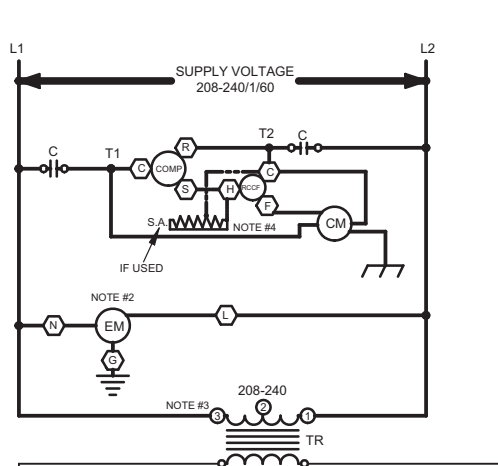 L1
L2
SUPPLY VOLTAGE
208-240/1/60
C
T1
T2
C
R
C
COMP
S
H
RCCF
C
F
S.A.
NOTE #4
CM
IF USED
NOTE #2
N
EM
L
G
208-240
NOTE #3
3
2
1
TR